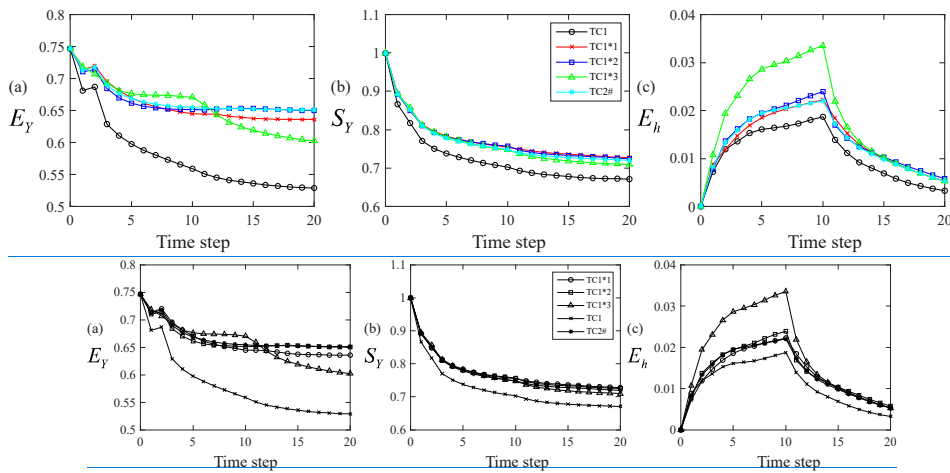 0.8
0.75
0.7
0.65
0.6
0.55
0.5
0 5 10 15 20
Time step
(a)
E_Y
1.1
1
0.9
0.8
0.7
0.6
0 5 10 15 20
Time step
(b)
S_Y
TC1
TC1*1
TC1*2
TC1*3
TC2#
0.04
0.03
0.02
0.01
0
0 5 10 15 20
Time step
(c)
E_h
0.8
0.75
0.7
0.65
0.6
0.55
0.5
0 5 10 15 20
Time step
(a)
E_Y
1.1
1
0.9
0.8
0.7
0.6
0 5 10 15 20
Time step
(b)
S_Y
TC1*1
TC1*2
TC1*3
TC1
TC2#
0.04
0.03
0.02
0.01
0
0 5 10 15 20
Time step
(c)
E_h